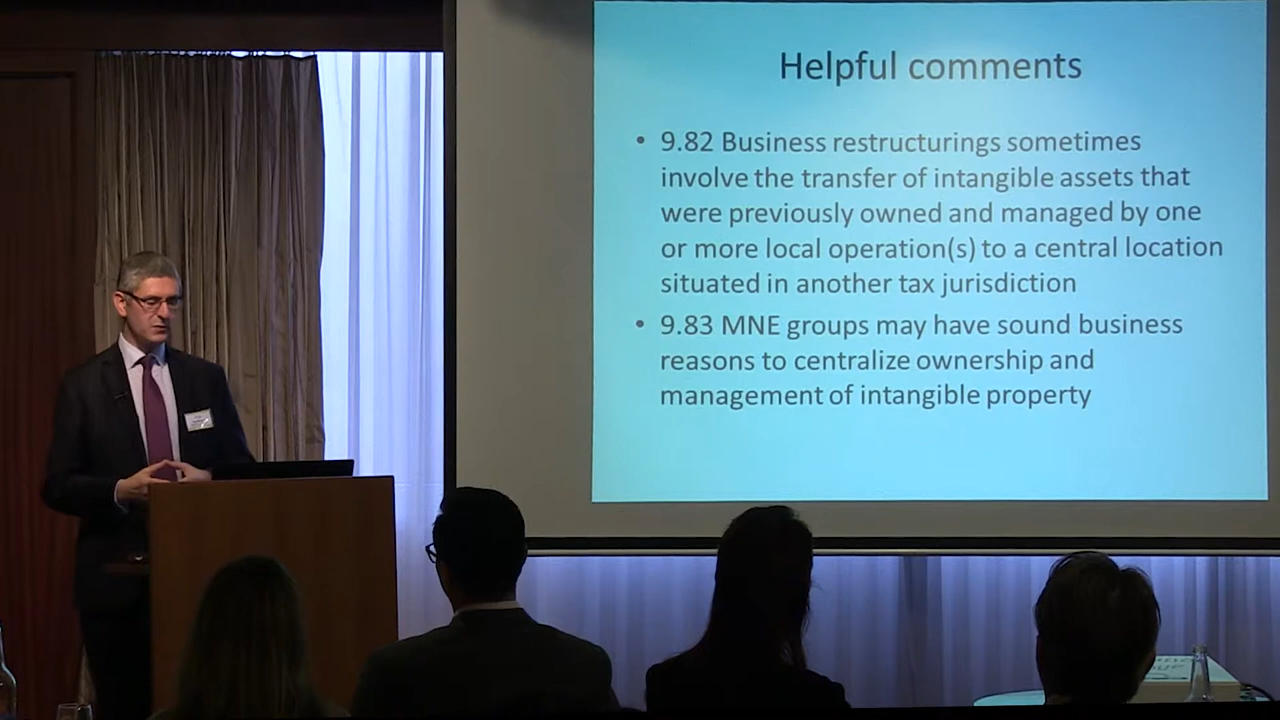 Helpful comments
• 9.82 Business restructurings sometimes
involve the transfer of intangible assets that
were previously owned and managed by one
or more local operation(s) to a central location
situated in another tax jurisdiction
• 9.83 MNE groups may have sound business
reasons to centralize ownership and
management of intangible property